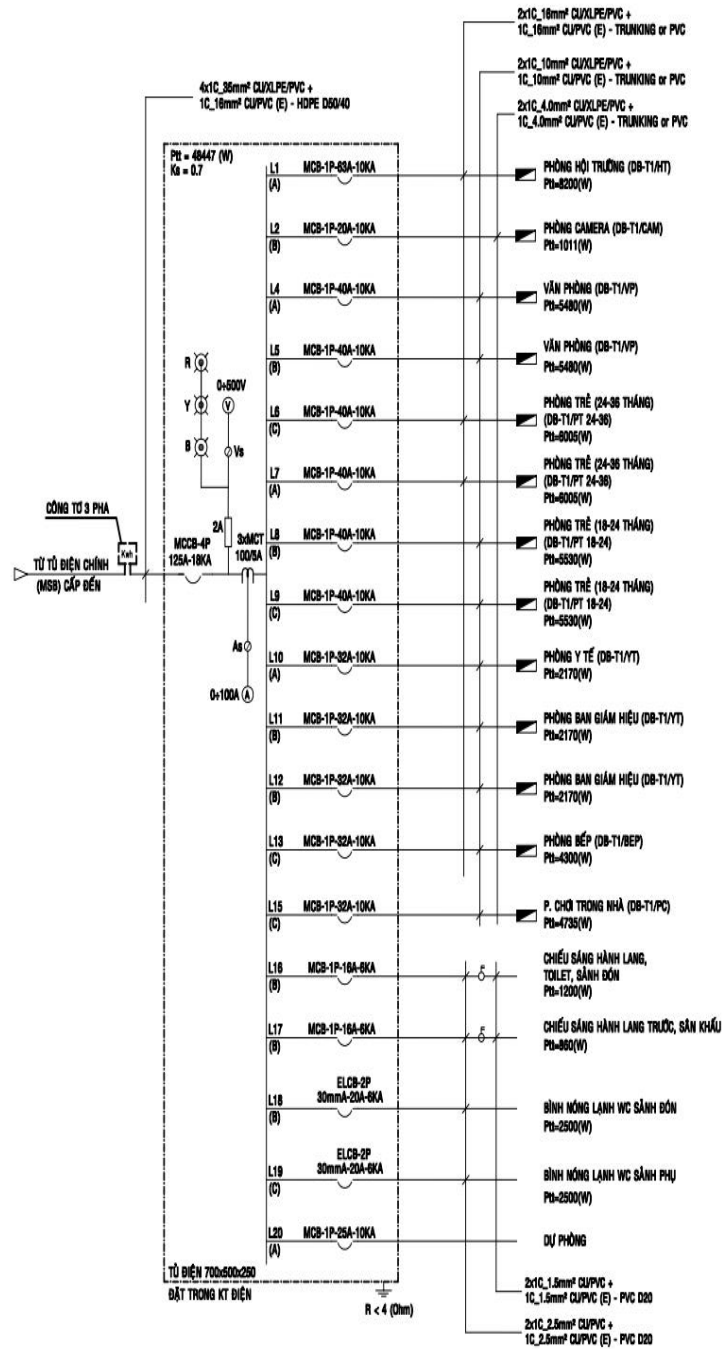 2x1C_16mm² CU/XLPE/PVC +
1C_16mm² CU/PVC (E) - TRUNKING or PVC
2x1C_10mm² CU/XLPE/PVC +
1C_10mm² CU/PVC (E) - TRUNKING or PVC
2x1C_4.0mm² CU/XLPE/PVC +
1C_4.0mm² CU/PVC (E) - TRUNKING or PVC
4x1C_35mm² CU/XLPE/PVC +
1C_16mm² CU/PVC (E) - HDPE D50/40
Ptt = 48447 (W)
Ks = 0.7
L1 MCB-1P-63A-10KA
(A)
PHÒNG HỘI TRƯỜNG (DB-T1/HT)
Ptt=8200(W)
L2 MCB-1P-20A-10KA
(B)
PHÒNG CAMERA (DB-T1/CAM)
Ptt=1011(W)
L4 MCB-1P-40A-10KA
(A)
VĂN PHÒNG (DB-T1/VP)
Ptt=5480(W)
L5 MCB-1P-40A-10KA
(B)
VĂN PHÒNG (DB-T1/VP)
Ptt=5480(W)
R
Y
B
0÷500V
V
Vs
L6 MCB-1P-40A-10KA
(C)
PHÒNG TRẺ (24-36 THÁNG)
(DB-T1/PT 24-36)
Ptt=6005(W)
L7 MCB-1P-40A-10KA
(A)
PHÒNG TRẺ (24-36 THÁNG)
(DB-T1/PT 24-36)
Ptt=6005(W)
CÔNG TƠ 3 PHA
Kwh
TỪ TỦ ĐIỆN CHÍNH
(MSB) CẤP ĐẾN
MCCB-4P
125A-18KA
2A
3xMCT
100/5A
L8 MCB-1P-40A-10KA
(B)
PHÒNG TRẺ (18-24 THÁNG)
(DB-T1/PT 18-24)
Ptt=5530(W)
L9 MCB-1P-40A-10KA
(C)
PHÒNG TRẺ (18-24 THÁNG)
(DB-T1/PT 18-24)
Ptt=5530(W)
As
0÷100A
A
L10 MCB-1P-32A-10KA
(A)
PHÒNG Y TẾ (DB-T1/YT)
Ptt=2170(W)
L11 MCB-1P-32A-10KA
(B)
PHÒNG BAN GIÁM HIỆU (DB-T1/YT)
Ptt=2170(W)
L12 MCB-1P-32A-10KA
(B)
PHÒNG BAN GIÁM HIỆU (DB-T1/YT)
Ptt=2170(W)
L13 MCB-1P-32A-10KA
(C)
PHÒNG BẾP (DB-T1/BEP)
Ptt=4300(W)
L15 MCB-1P-32A-10KA
(C)
P. CHƠI TRONG NHÀ (DB-T1/PC)
Ptt=4735(W)
L16 MCB-1P-16A-6KA
(B)
CHIẾU SÁNG HÀNH LANG,
TOILET, SẢNH ĐÓN
Ptt=1200(W)
L17 MCB-1P-16A-6KA
(B)
CHIẾU SÁNG HÀNH LANG TRƯỚC, SÂN KHẤU
Ptt=860(W)
L18
(B)
ELCB-2P
30mmA-20A-6KA
BÌNH NÓNG LẠNH WC SẢNH ĐÓN
Ptt=2500(W)
L19
(C)
ELCB-2P
30mmA-20A-6KA
BÌNH NÓNG LẠNH WC SẢNH PHỤ
Ptt=2500(W)
L20 MCB-1P-25A-10KA
(A)
DỰ PHÒNG
TỦ ĐIỆN 700x500x250
ĐẶT TRONG KT ĐIỆN
R < 4 (Ohm)
2x1C_1.5mm² CU/PVC +
1C_1.5mm² CU/PVC (E) - PVC D20
2x1C_2.5mm² CU/PVC +
1C_2.5mm² CU/PVC (E) - PVC D20